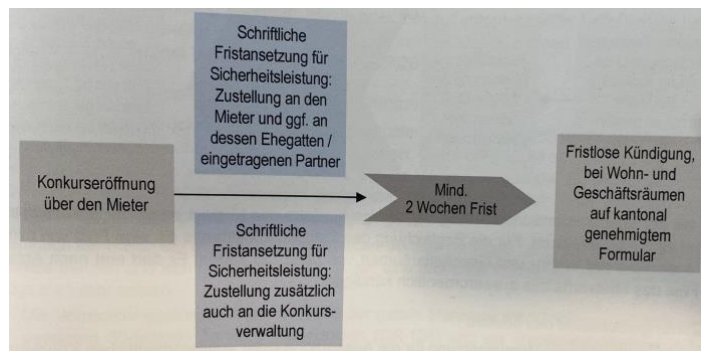 Konkurseröffnung
über den Mieter
Schriftliche
Fristansetzung für
Sicherheitsleistung:
Zustellung an den
Mieter und ggf. an
dessen Ehegatten /
eingetragenen Partner
Schriftliche
Fristansetzung für
Sicherheitsleistung:
Zustellung zusätzlich
auch an die Konkurs-
verwaltung
Mind.
2 Wochen Frist
Fristlose Kündigung,
bei Wohn- und
Geschäftsräumen
auf kantonal
genehmigtem
Formular